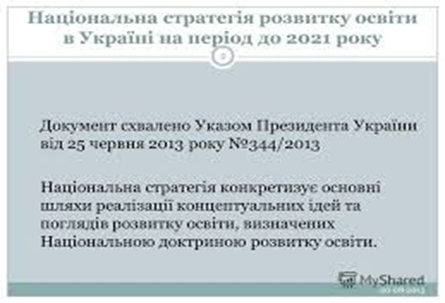 Національна стратегія розвитку освіти
в Україні на період до 2021 року
2
Документ схвалено Указом Президента України
від 25 червня 2013 року №344/2013
Національна стратегія конкретизує основні
шляхи реалізації концептуальних ідей та
поглядів розвитку освіти, визначених
Національною доктриною розвитку освіти.
MyShared